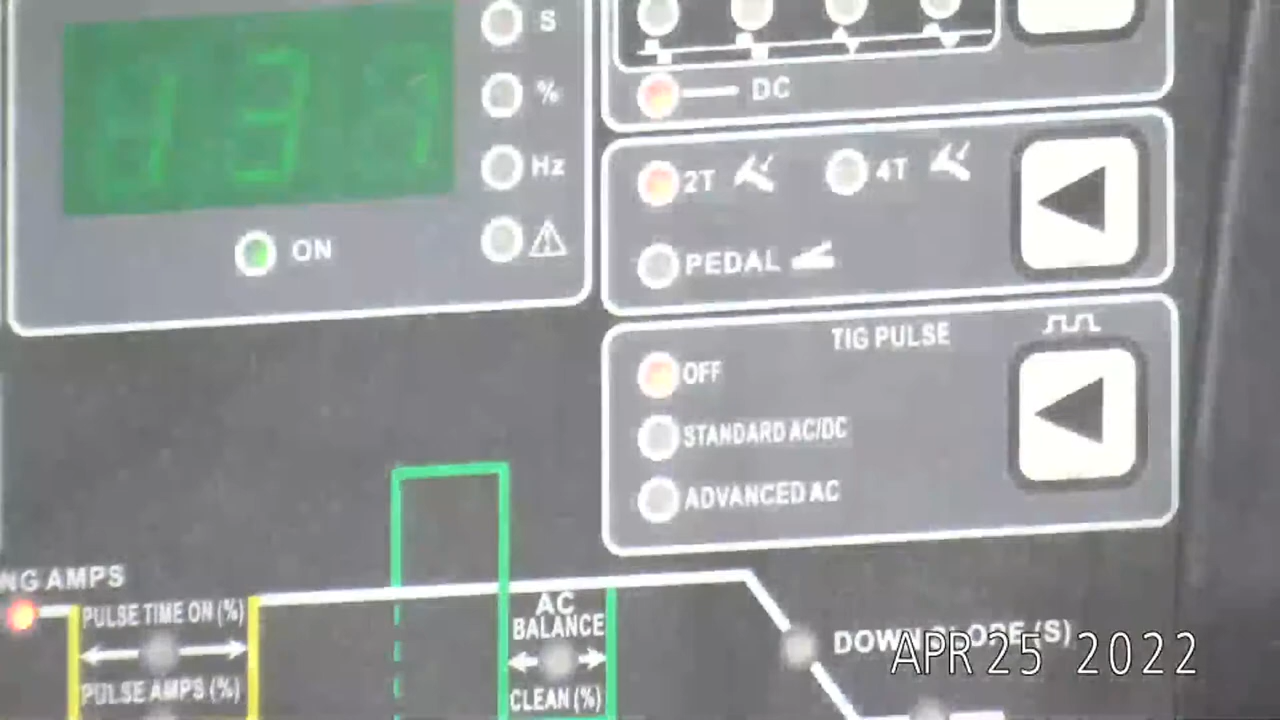 137
S
%
Hz
ON
DC
2T
4T
PEDAL
TIG PULSE
OFF
STANDARD AC/DC
ADVANCED AC
NG AMPS
PULSE TIME ON (%)
PULSE AMPS (%)
AC
BALANCE
CLEAN (%)
DOWN SLOPE (S)
APR 25 2022